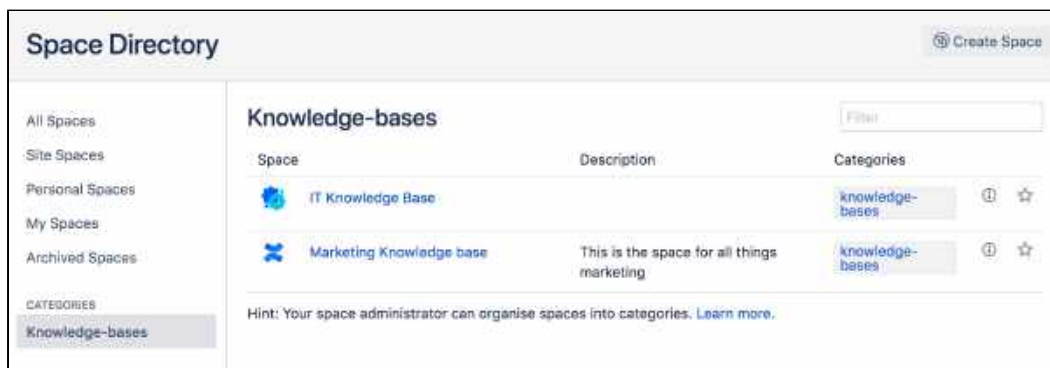 Space Directory
Create Space
All Spaces
Site Spaces
Personal Spaces
My Spaces
Archived Spaces
CATEGORIES
Knowledge-bases
Knowledge-bases
Filter
Space Description Categories
IT Knowledge Base
knowledge-
bases
Marketing Knowledge base
This is the space for all things
marketing
knowledge-
bases
Hint: Your space administrator can organise spaces into categories. Learn more.